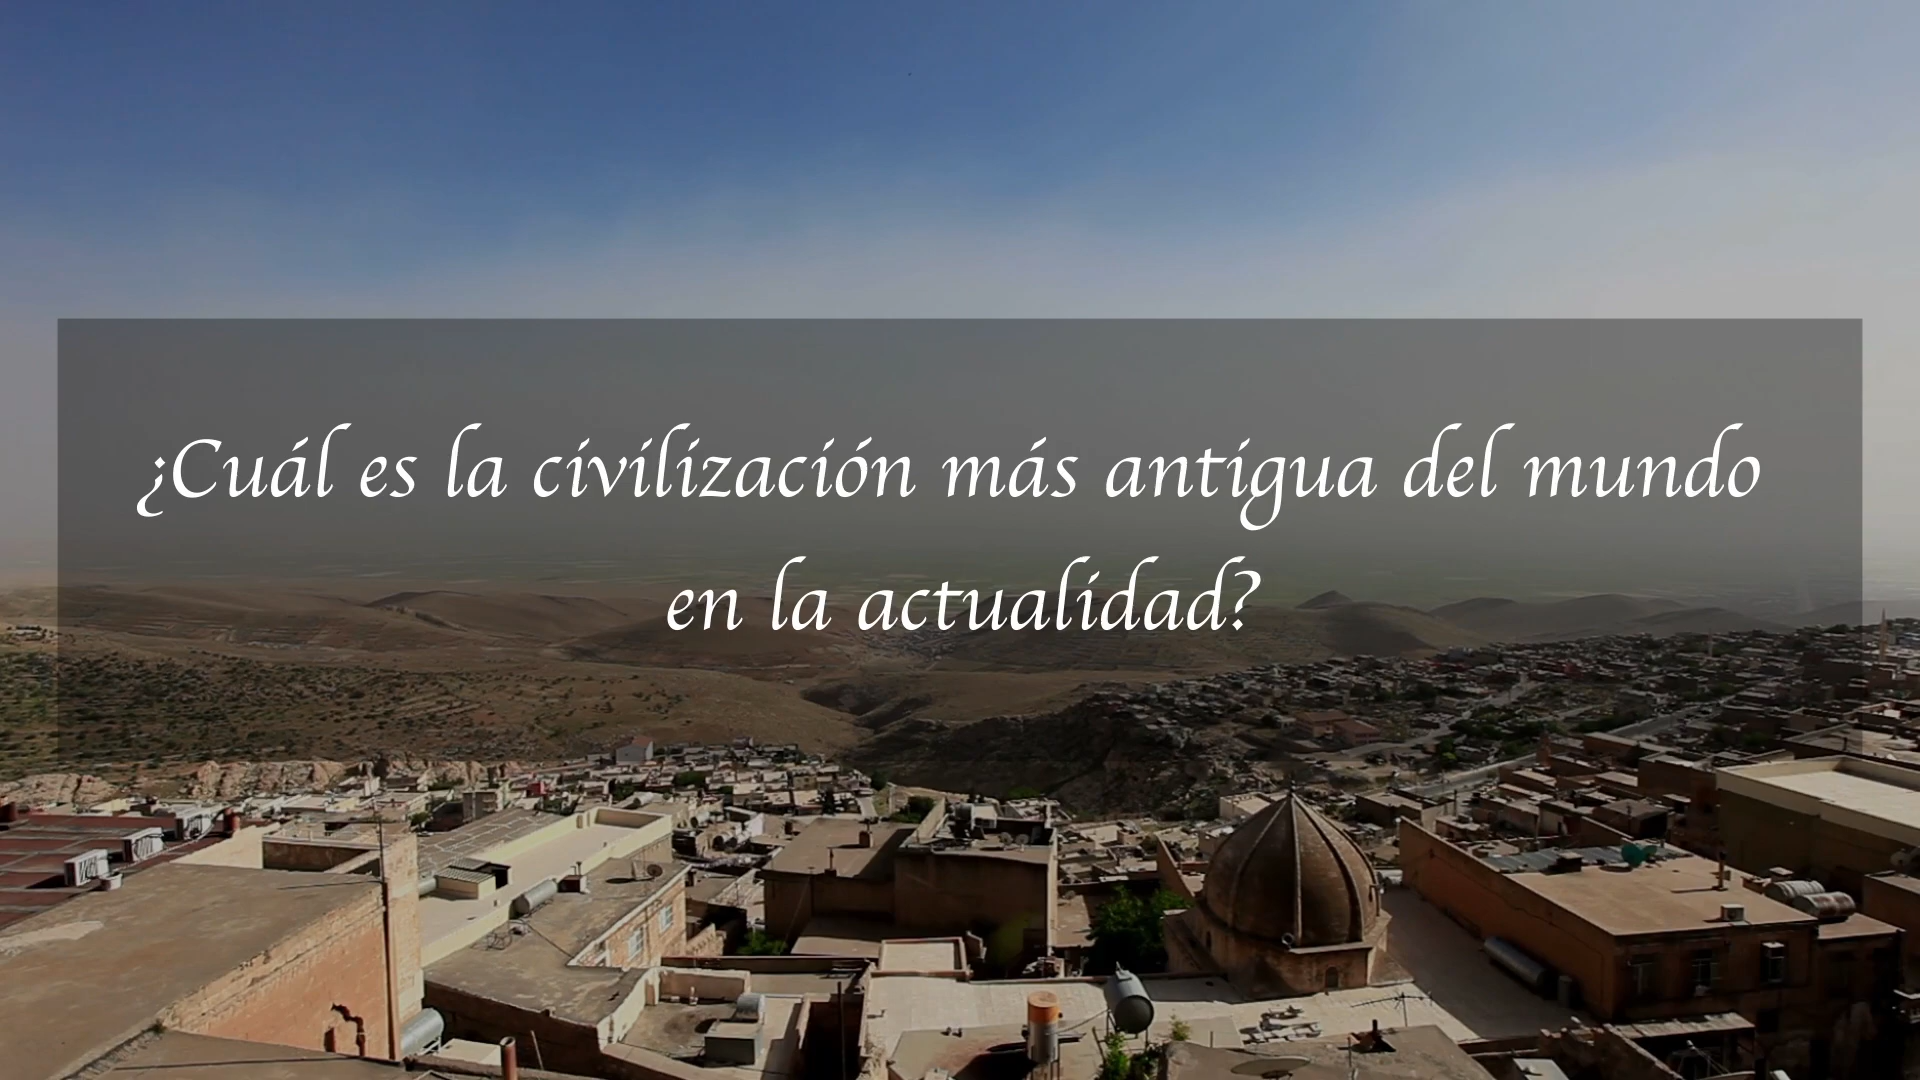 ¿Cuál es la civilización más antigua del mundo
en la actualidad?